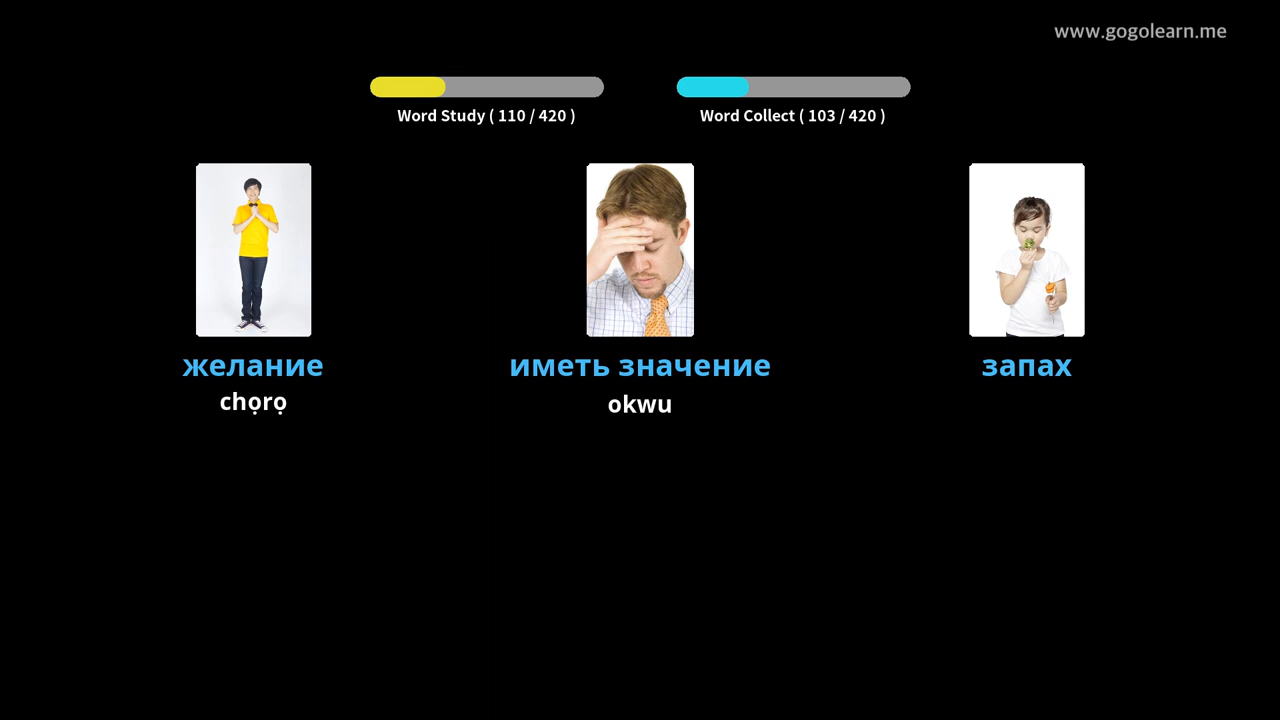 www.gogolearn.me
Word Study ( 110 / 420 )
Word Collect ( 103 / 420 )
желание
иметь значение
запах
chọrọ
okwu